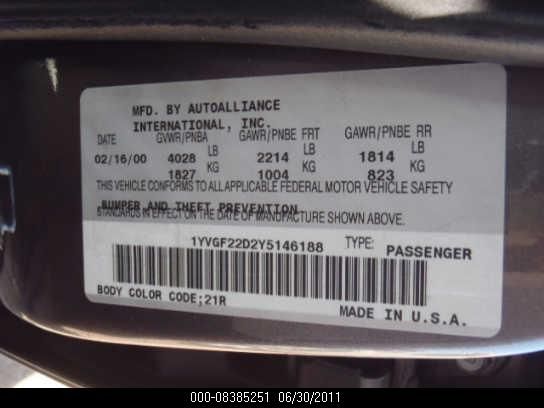 MFD. BY AUTOALLIANCE
INTERNATIONAL, INC.
DATE GVWR/PNBA GAWR/PNBE FRT GAWR/PNBE RR
02/16/00 4028 LB 2214 LB 1814 LB
1827 KG 1004 KG 823 KG
THIS VEHICLE CONFORMS TO ALL APPLICABLE FEDERAL MOTOR VEHICLE SAFETY
BUMPER AND THEFT PREVENTION
STANDARDS IN EFFECT ON THE DATE OF MANUFACTURE SHOWN ABOVE.
1YVGF22D2Y5146188 TYPE: PASSENGER
BODY COLOR CODE;21R
MADE IN U.S.A.
000-08385251 06/30/2011